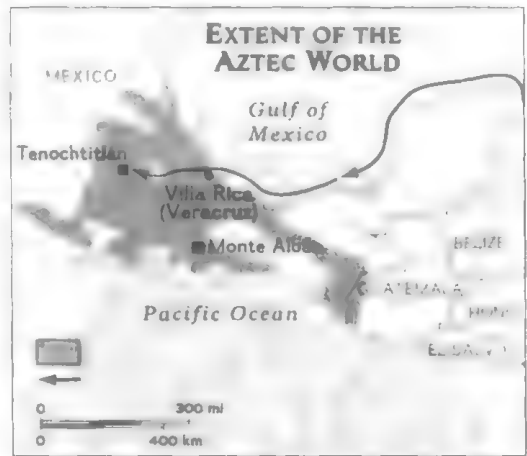 EXTENT OF THE
AZTEC WORLD
MEXICO
Gulf of
Mexico
Tenochtitlán
Villa Rica
(Veracruz)
Monte
BELIZE
Pacific Ocean
0 300 mi
0 400 km